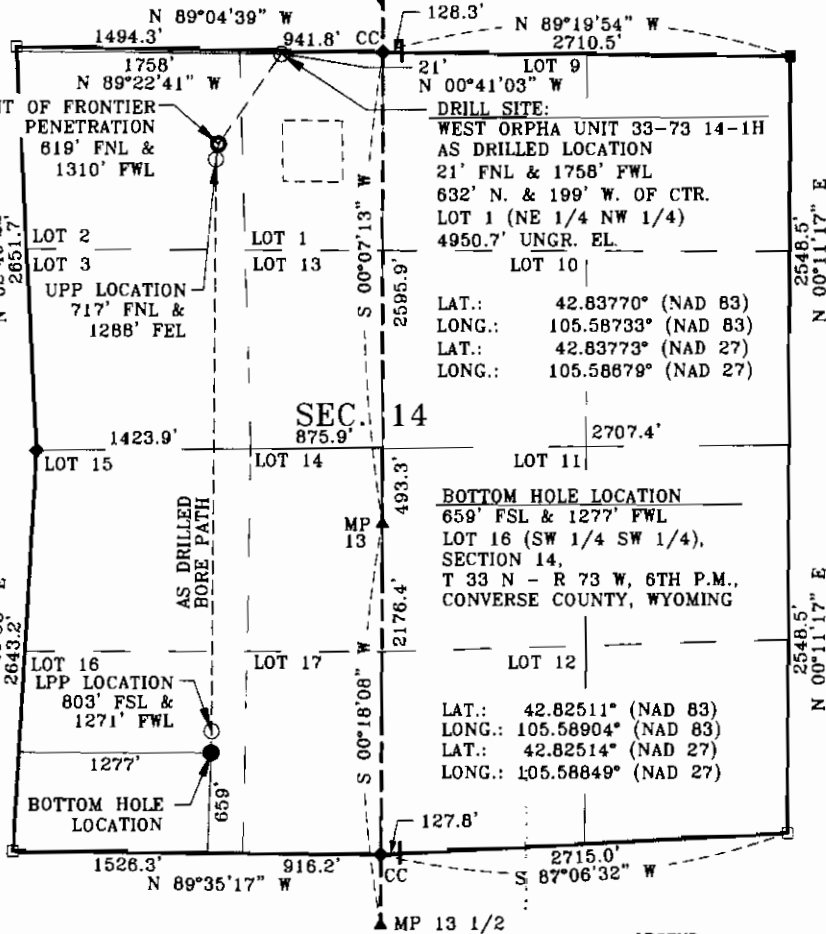 N 89°04'39" W
1494.3'
941.8'
CC
128.3'
N 89°19'54" W
2710.5'
1758'
N 89°22'41" W
21'
N 00°41'03" W
LOT 9
NT OF FRONTIER
PENETRATION
619' FNL &
1310' FWL
DRILL SITE:
WEST ORPHA UNIT 33-73 14-1H
AS DRILLED LOCATION
21' FNL & 1758' FWL
632' N. & 199' W. OF CTR.
LOT 1 (NE 1/4 NW 1/4)
4950.7' UNGR. EL.
S 00°07'13" W
2595.9'
2651.7'
LOT 2
LOT 1
LOT 3
LOT 13
LOT 10
2548.5'
N 00°11'17" E
UPP LOCATION
717' FNL &
1288' FEL
LAT.: 42.83770° (NAD 83)
LONG.: 105.58733° (NAD 83)
LAT.: 42.83773° (NAD 27)
LONG.: 105.58679° (NAD 27)
SEC. 14
1423.9'
875.9'
2707.4'
LOT 15
LOT 14
LOT 11
493.3'
MP
13
BOTTOM HOLE LOCATION
659' FSL & 1277' FWL
LOT 16 (SW 1/4 SW 1/4),
SECTION 14,
T 33 N - R 73 W, 6TH P.M.,
CONVERSE COUNTY, WYOMING
AS DRILLED
BORE PATH
2176.4'
S 00°18'08" W
2643.2'
E
LOT 16
LOT 17
LOT 12
2548.5'
N 00°11'17" E
LPP LOCATION
803' FSL &
1271' FWL
LAT.: 42.82511° (NAD 83)
LONG.: 105.58904° (NAD 83)
LAT.: 42.82514° (NAD 27)
LONG.: 105.58849° (NAD 27)
1277'
659'
BOTTOM HOLE
LOCATION
127.8'
1526.3'
916.2'
CC
2715.0'
N 89°35'17" W
S 87°06'32" W
MP 13 1/2